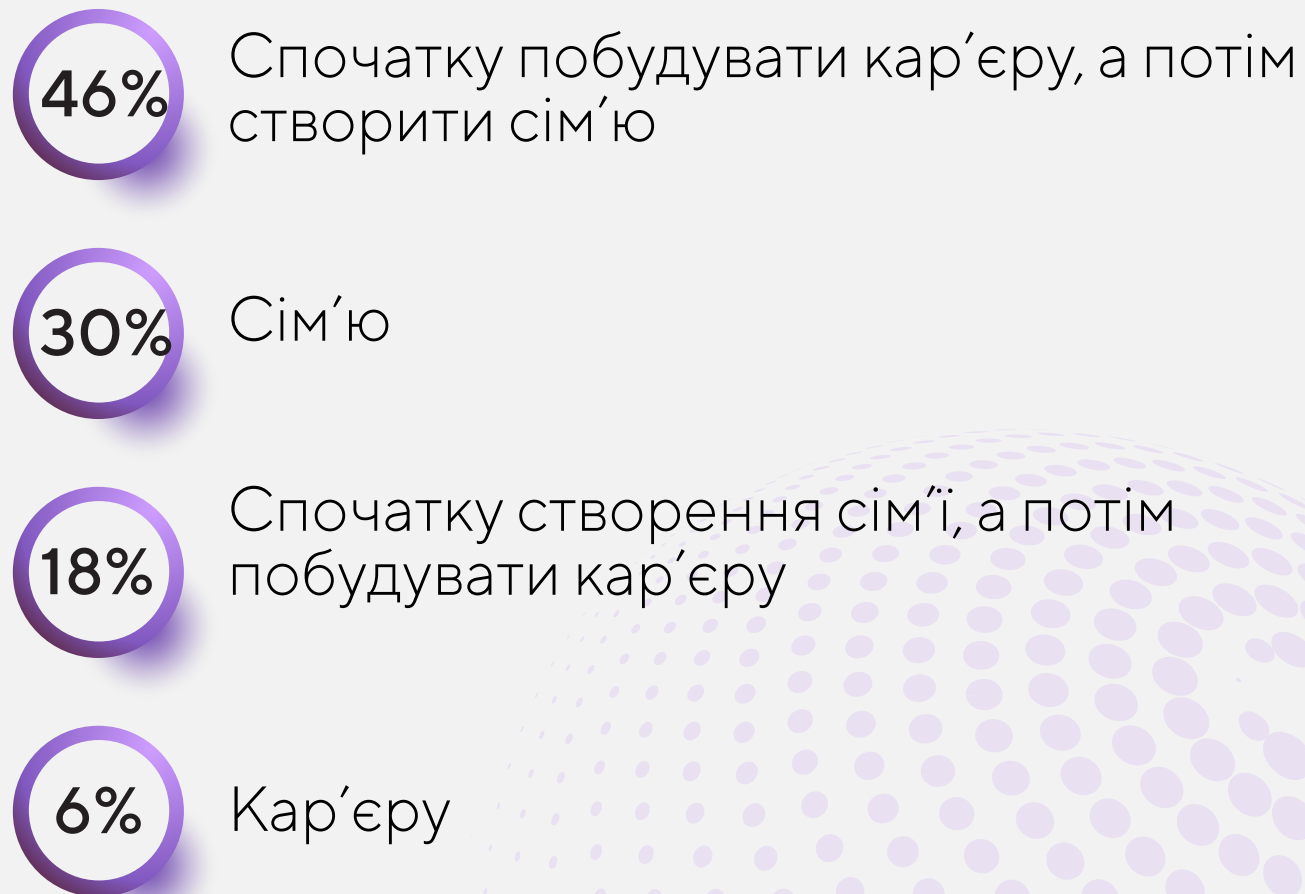 46%
Спочатку побудувати кар′єру, а потім
створити сім′ю
30%
Сім′ю
18%
Спочатку створення сім′ї, а потім
побудувати кар′єру
6%
Кар′єру